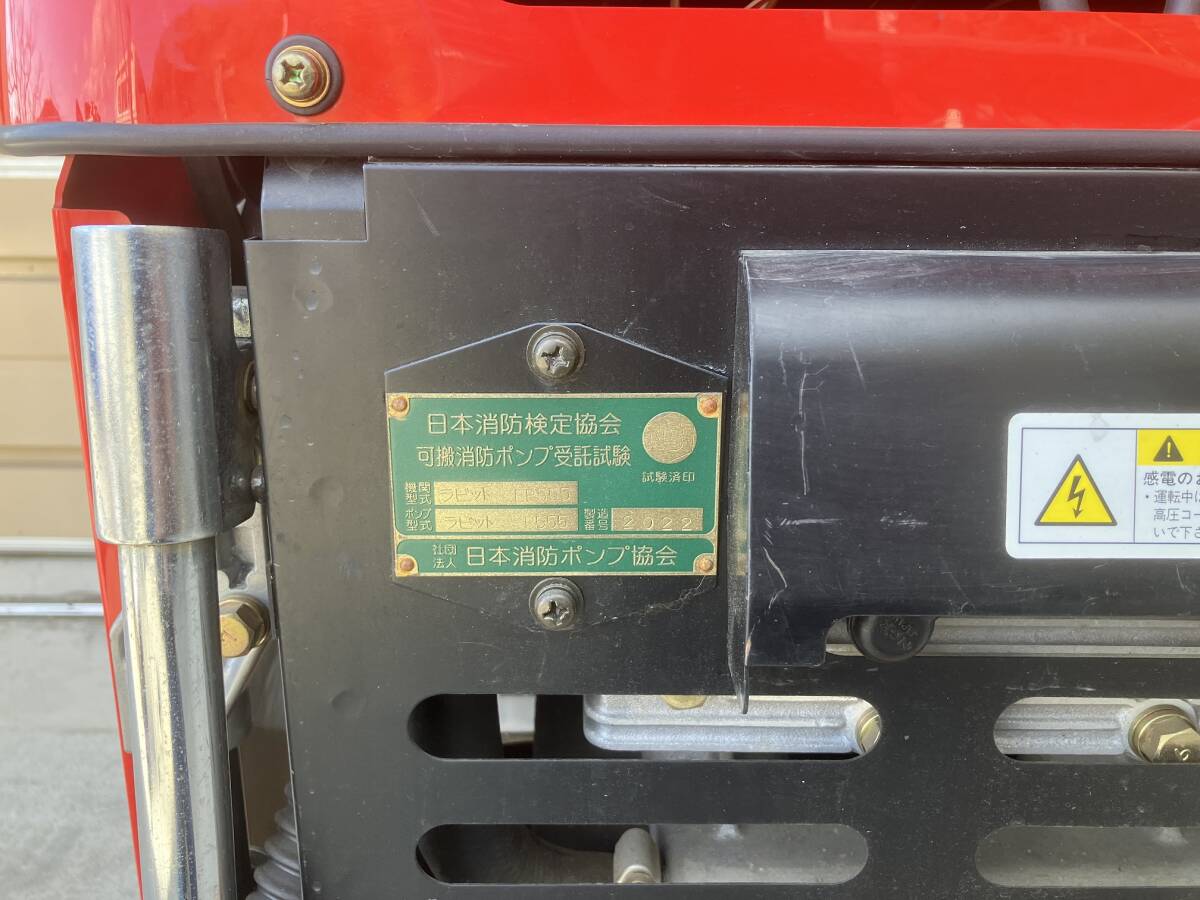 日本消防検定協会
可搬消防ポンプ受託試験
試験済印
機関型式 ラビット
ポンプ型式 ラビット P555 製造番号 2022
社団法人 日本消防ポンプ協会
感電のお
・運転中は
高圧コー
いで下さ